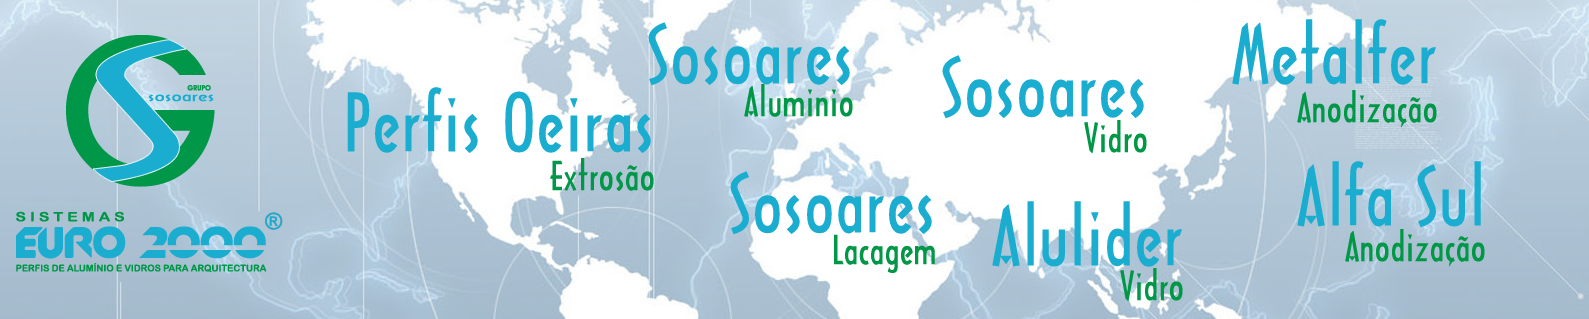 GRUPO
sosoares
SISTEMAS
EURO 2000®
PERFIS DE ALUMÍNIO E VIDROS PARA ARQUITECTURA
Perfis Oeiras
Extrosão
Sosoares
Aluminio
Sosoares
Lacagem
Sosoares
Vidro
Alulider
Vidro
Metalfer
Anodização
Alfa Sul
Anodização